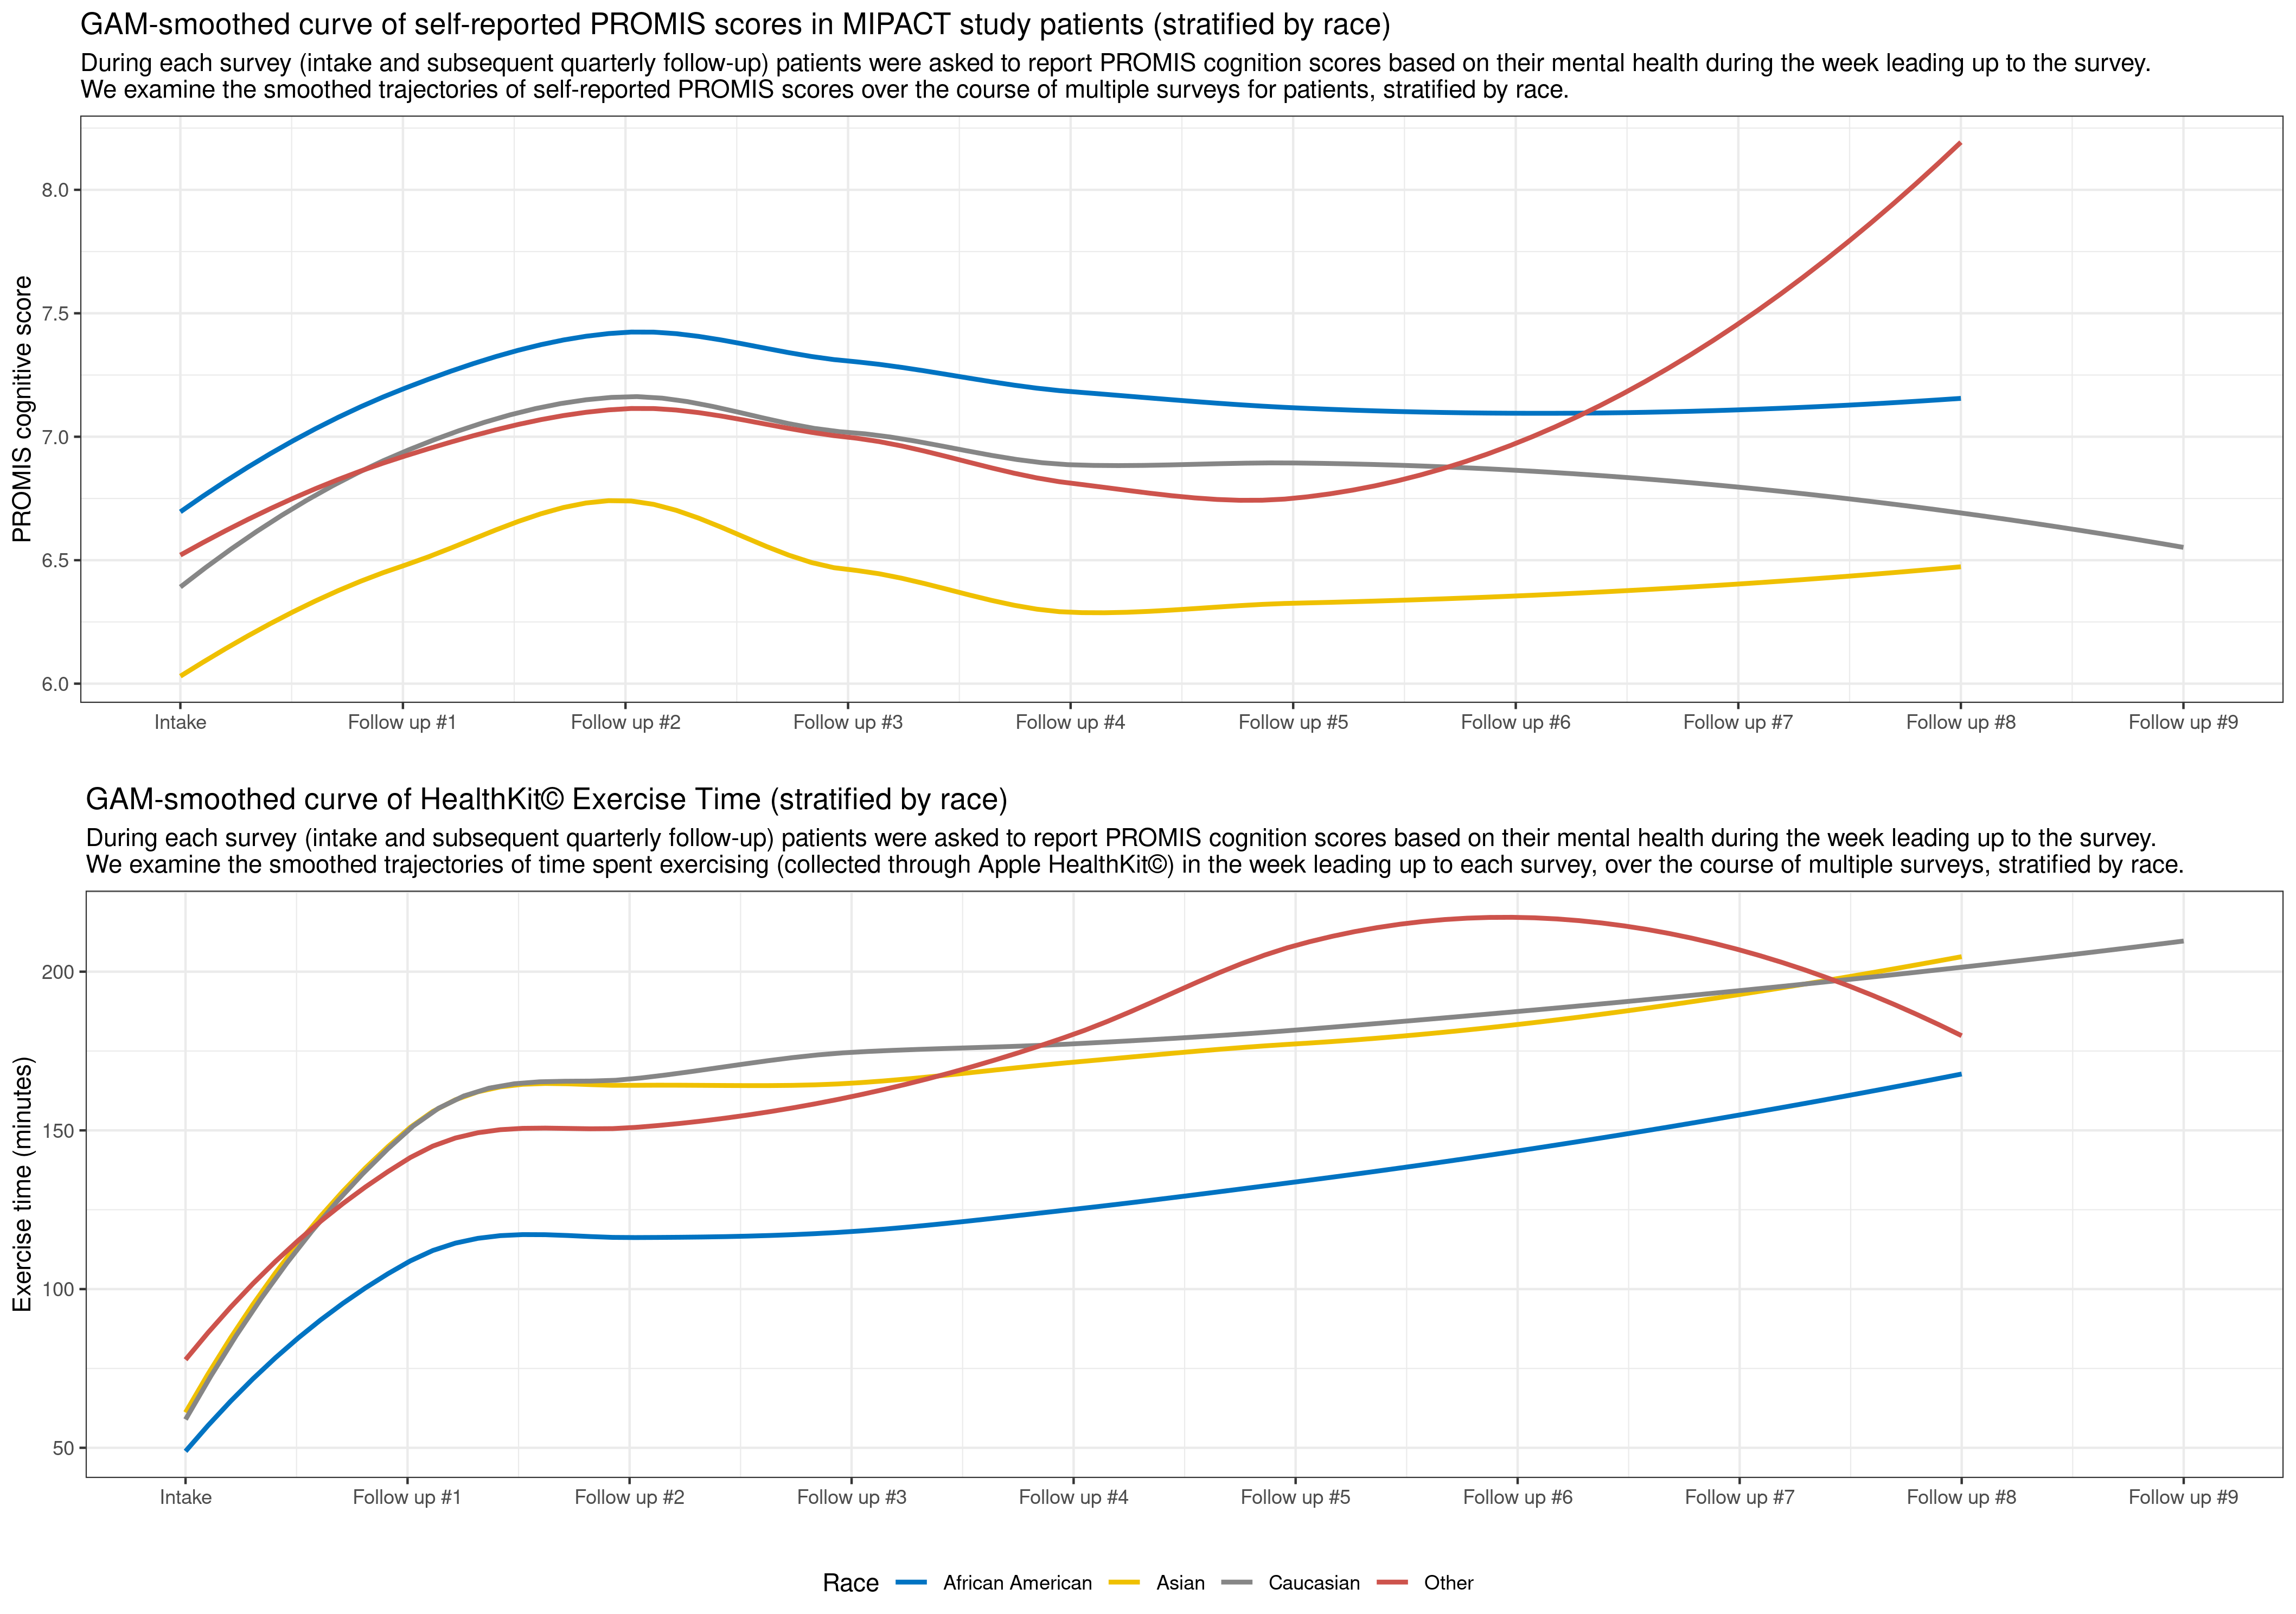 GAM-smoothed curve of self-reported PROMIS scores in MIPACT study patients (stratified by race)
During each survey (intake and subsequent quarterly follow-up) patients were asked to report PROMIS cognition scores based on their mental health during the week leading up to the survey.
We examine the smoothed trajectories of self-reported PROMIS scores over the course of multiple surveys for patients, stratified by race.
PROMIS cognitive score
8.0
7.5
7.0
6.5
6.0
Intake Follow up #1 Follow up #2 Follow up #3 Follow up #4 Follow up #5 Follow up #6 Follow up #7 Follow up #8 Follow up #9
GAM-smoothed curve of HealthKit© Exercise Time (stratified by race)
During each survey (intake and subsequent quarterly follow-up) patients were asked to report PROMIS cognition scores based on their mental health during the week leading up to the survey.
We examine the smoothed trajectories of time spent exercising (collected through Apple HealthKit©) in the week leading up to each survey, over the course of multiple surveys, stratified by race.
Exercise time (minutes)
200
150
100
50
Intake Follow up #1 Follow up #2 Follow up #3 Follow up #4 Follow up #5 Follow up #6 Follow up #7 Follow up #8 Follow up #9
Race African American Asian Caucasian Other